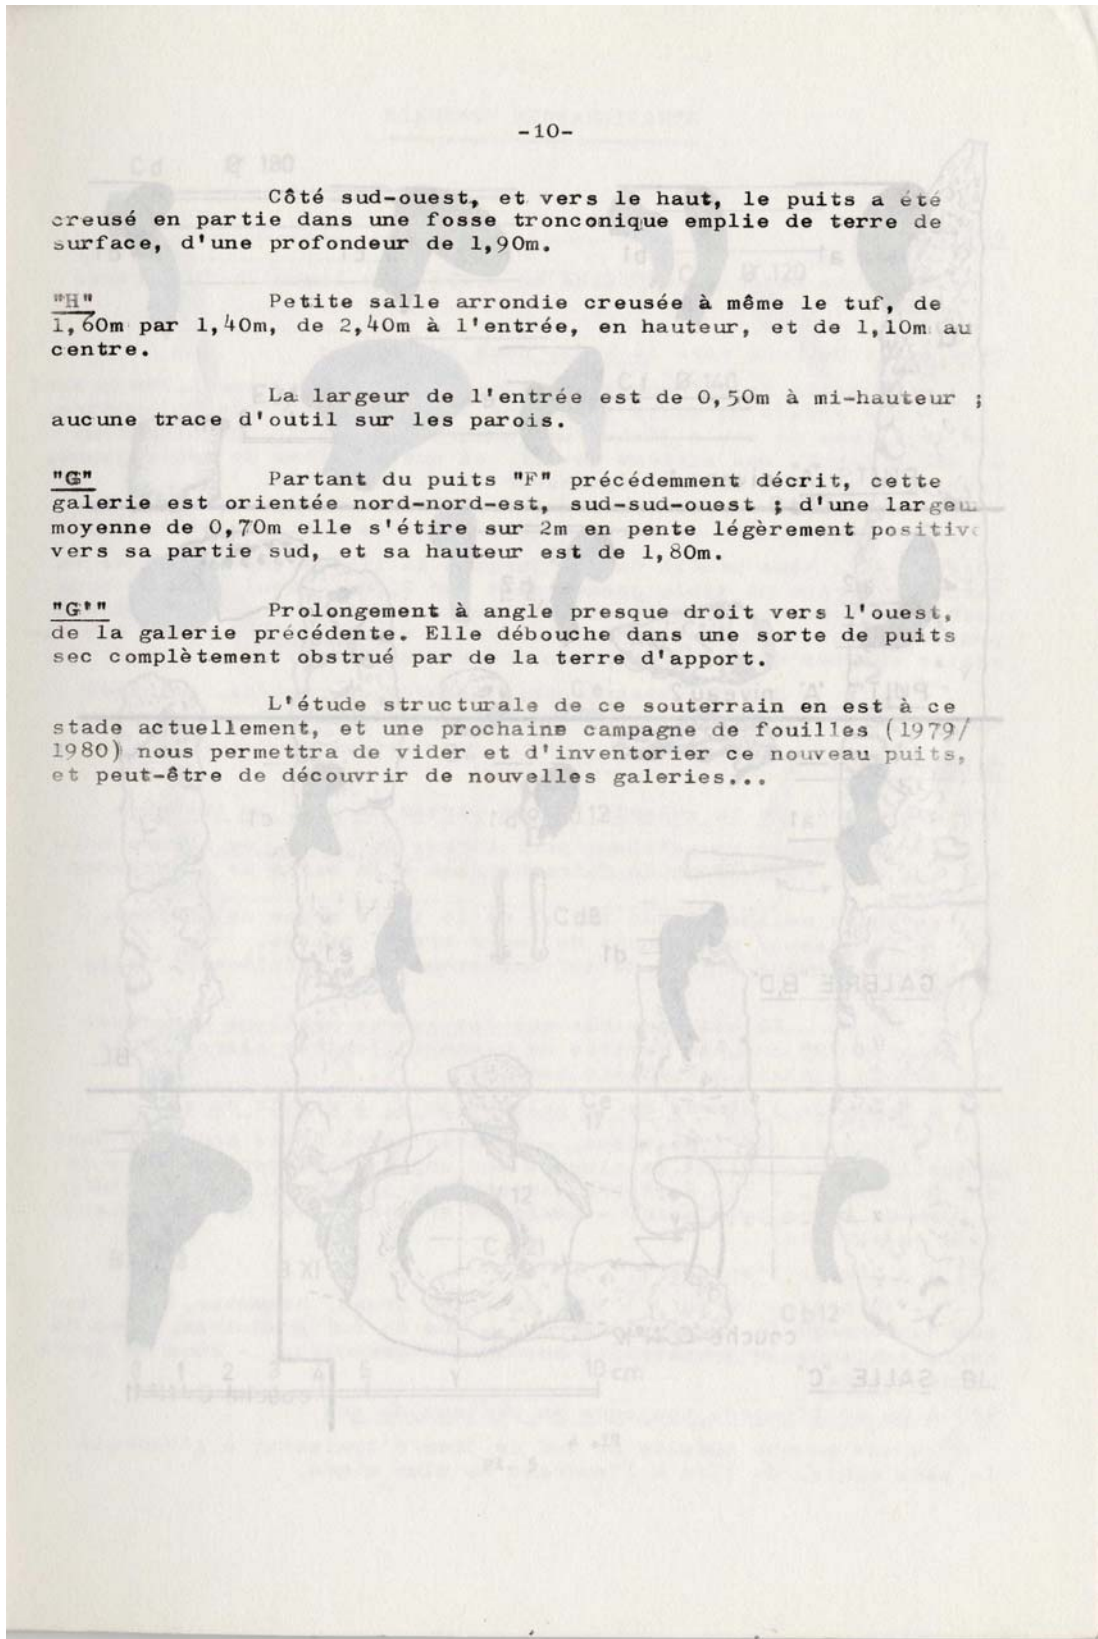 -10-
Côté sud-ouest, et vers le haut, le puits a été
creusé en partie dans une fosse tronconique emplie de terre de
surface, d'une profondeur de 1,90m.
"H" Petite salle arrondie creusée à même le tuf, de
1,60m par 1,40m, de 2,40m à l'entrée, en hauteur, et de 1,10m au
centre.
La largeur de l'entrée est de 0,50m à mi-hauteur ;
aucune trace d'outil sur les parois.
"G" Partant du puits "F" précédemment décrit, cette
galerie est orientée nord-nord-est, sud-sud-ouest ; d'une largeur
moyenne de 0,70m elle s'étire sur 2m en pente légèrement positive
vers sa partie sud, et sa hauteur est de 1,80m.
"G'" Prolongement à angle presque droit vers l'ouest,
de la galerie précédente. Elle débouche dans une sorte de puits
sec complètement obstrué par de la terre d'apport.
L'étude structurale de ce souterrain en est à ce
stade actuellement, et une prochaine campagne de fouilles (1979/
1980) nous permettra de vider et d'inventorier ce nouveau puits,
et peut-être de découvrir de nouvelles galeries...